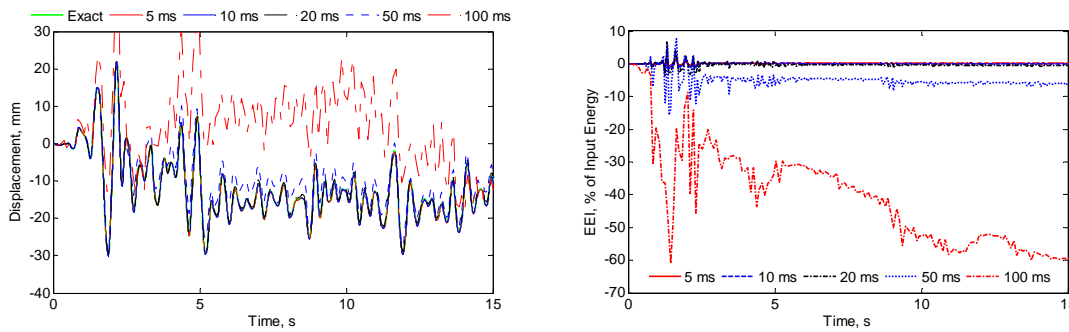 Exact 5 ms 10 ms 20 ms 50 ms 100 ms
30
20
10
0
-10
-20
-30
-40
0 5 10 15
Displacement, mm
Time, s
10
0
-10
-20
-30
-40
-50
-60
-70
0 5 10 15
EEI, % of Input Energy
5 ms 10 ms 20 ms 50 ms 100 ms
Time, s